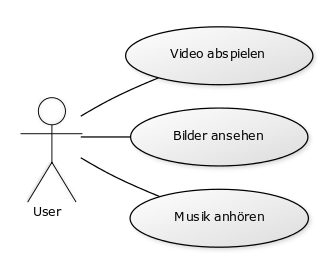 Video abspielen
Bilder ansehen
Musik anhören
User